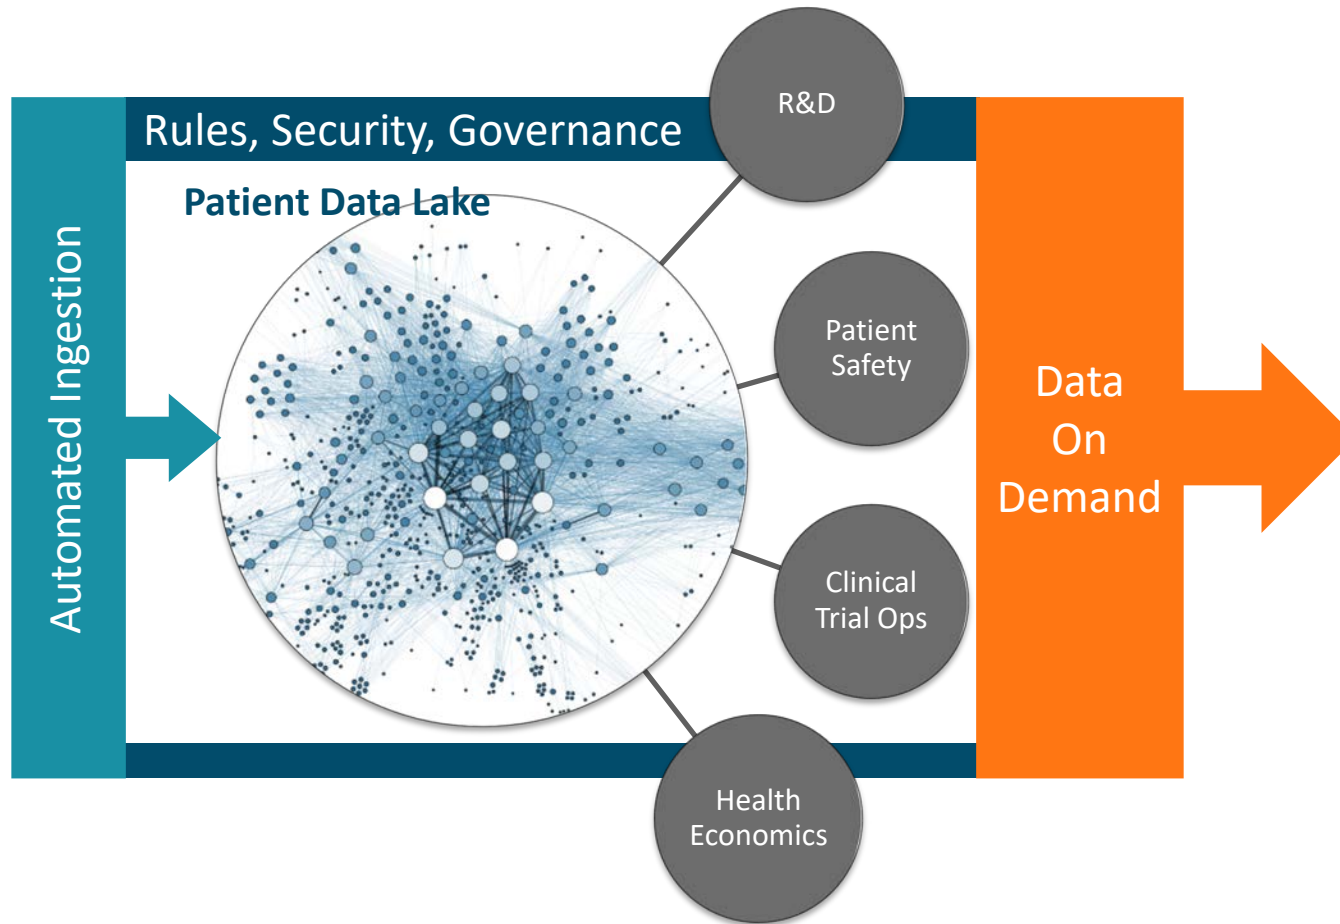 Automated Ingestion
Rules, Security, Governance
Patient Data Lake
R&D
Patient
Safety
Clinical
Trial Ops
Health
Economics
Data
On
Demand